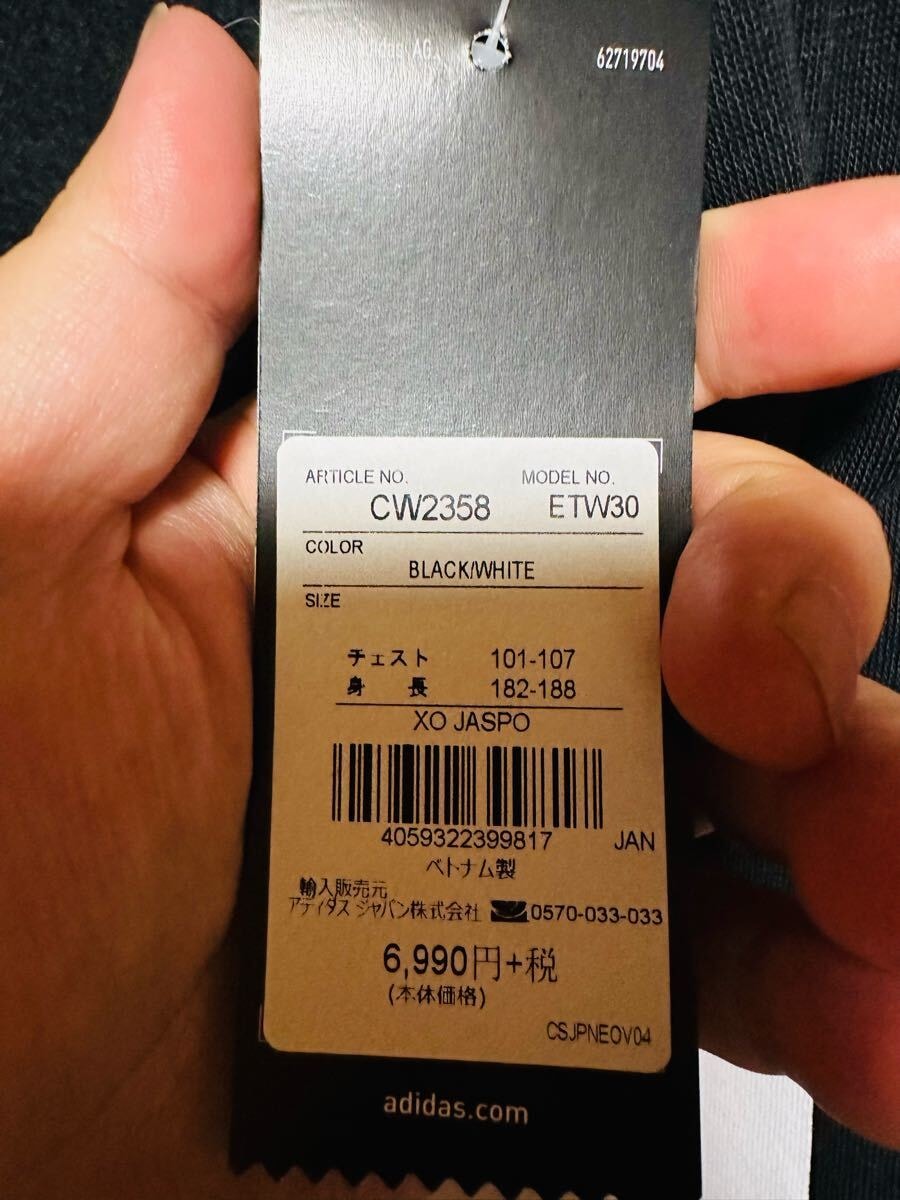 adidas AG
62719704
ARTICLE NO. MODEL NO.
CW2358 ETW30
COLOR
BLACK/WHITE
SIZE
チェスト 101-107
身 長 182-188
XO JASPO
4059322399817 JAN
ベトナム製
輸入販売元
アディダス ジャパン株式会社 0570-033-033
6,990円+税
(本体価格)
CSJPNEOV04
adidas.com